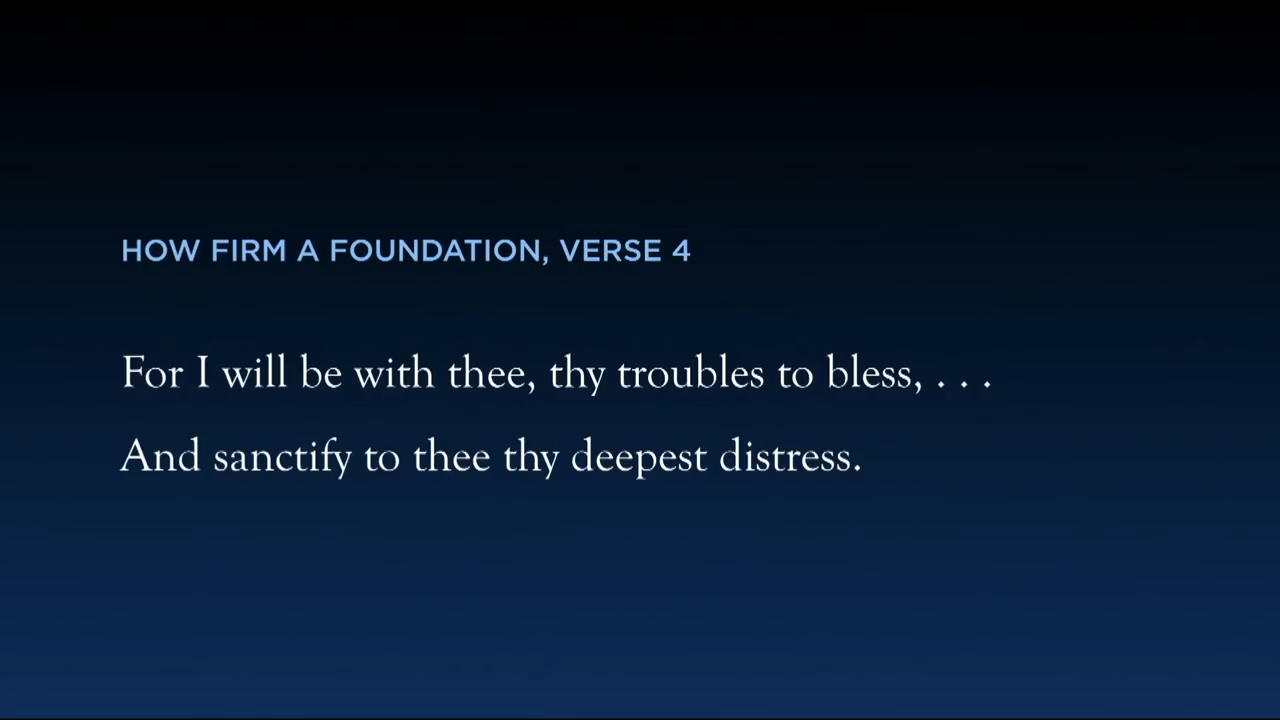 HOW FIRM A FOUNDATION, VERSE 4
For I will be with thee, thy troubles to bless, . . .
And sanctify to thee thy deepest distress.